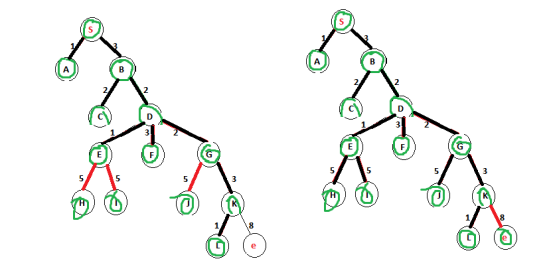 S
S
1 3
1 3
A B
A B
2 2
2 2
C D
C D
1 3 2
1 3 2
E F G
E F G
5 5 5 3
5 5 5 3
H I J K
H I J K
1 8
1 8
L e
L e